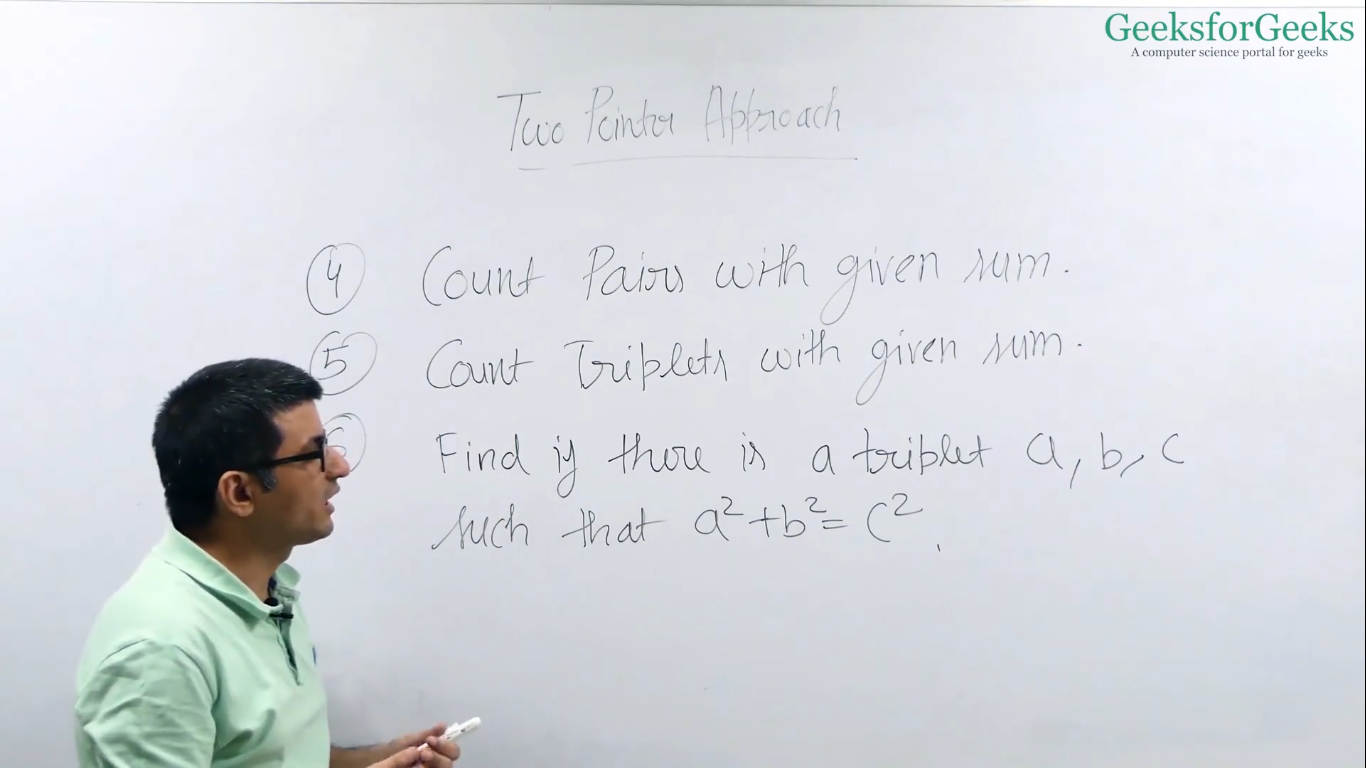 GeeksforGeeks
A computer science portal for geeks
Two Pointer Approach
4 Count Pairs with given sum.
5 Count Triplets with given sum.
6 Find if there is a triplet a, b, c
such that a²+b²= c².